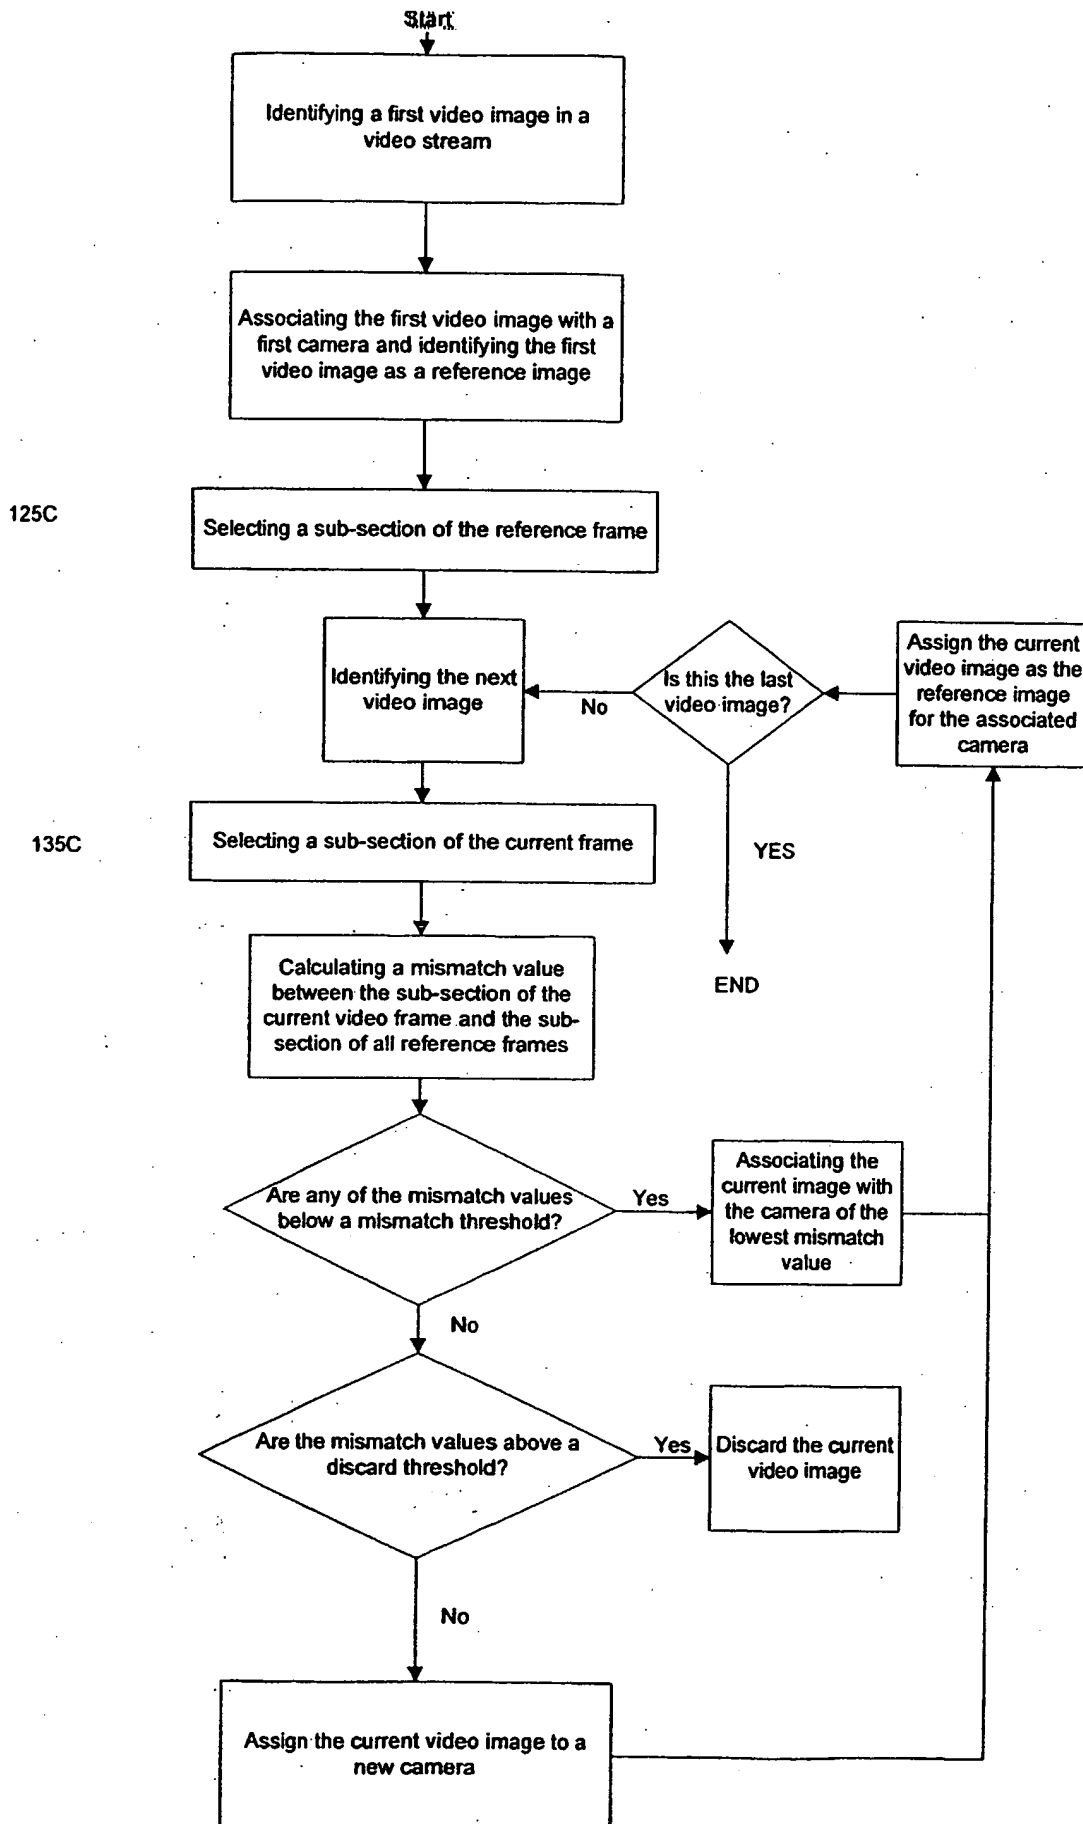 Start
Identifying a first video image in a
video stream
Associating the first video image with a
first camera and identifying the first
video image as a reference image
125C
Selecting a sub-section of the reference frame
Identifying the next
video image
No
Is this the last
video image?
Assign the current
video image as the
reference image
for the associated
camera
135C
Selecting a sub-section of the current frame
YES
END
Calculating a mismatch value
between the sub-section of the
current video frame and the sub-
section of all reference frames
Are any of the mismatch values
below a mismatch threshold?
Yes
Associating the
current image with
the camera of the
lowest mismatch
value
No
Are the mismatch values above a
discard threshold?
Yes
Discard the current
video image
No
Assign the current video image to a
new camera